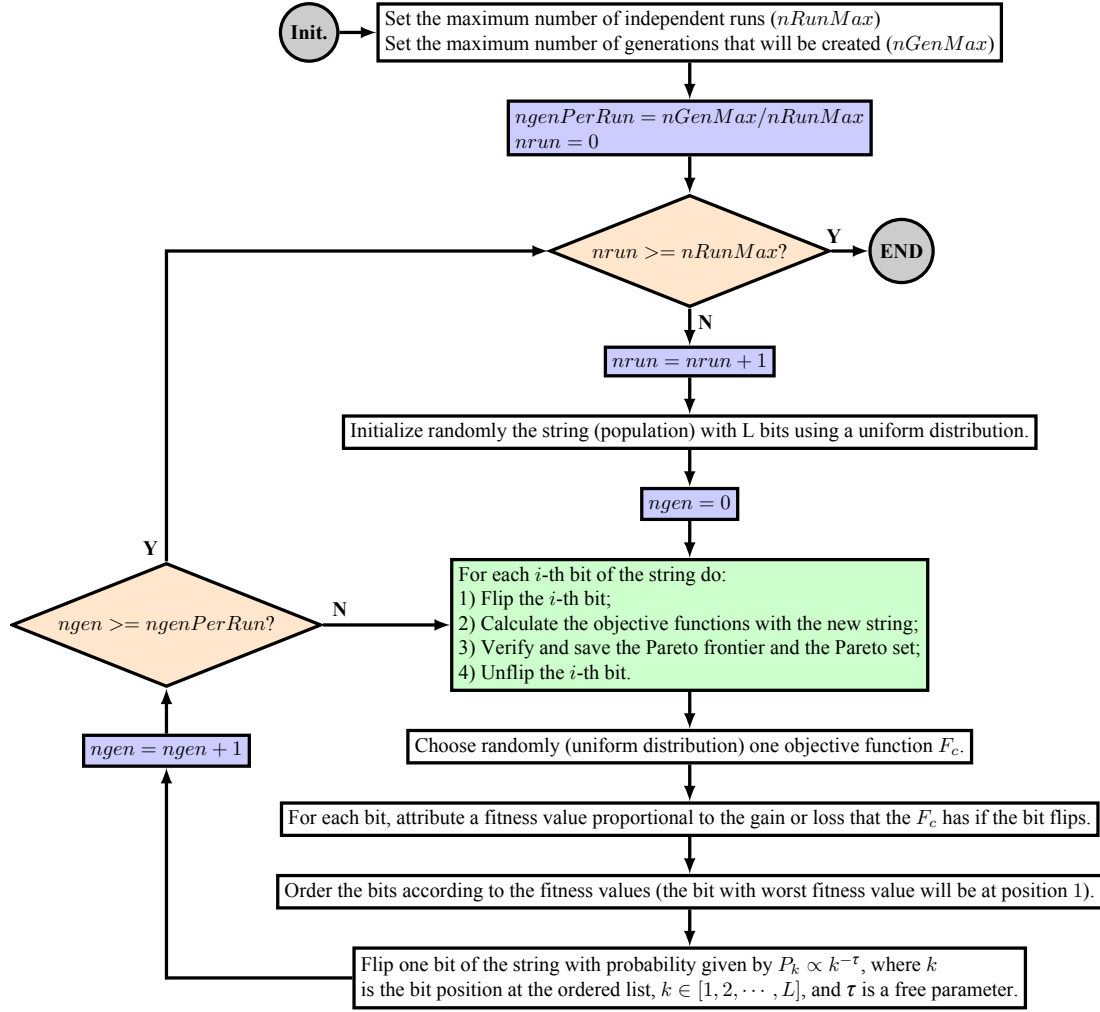 Init.
Set the maximum number of independent runs (nRunMax)
Set the maximum number of generations that will be created (nGenMax)
ngenPerRun = nGenMax/nRunMax
nrun = 0
nrun >= nRunMax?
Y
END
N
nrun = nrun + 1
Initialize randomly the string (population) with L bits using a uniform distribution.
ngen = 0
Y
For each i-th bit of the string do:
1) Flip the i-th bit;
2) Calculate the objective functions with the new string;
3) Verify and save the Pareto frontier and the Pareto set;
4) Unflip the i-th bit.
ngen >= ngenPerRun?
N
ngen = ngen + 1
Choose randomly (uniform distribution) one objective function F_c.
For each bit, attribute a fitness value proportional to the gain or loss that the F_c has if the bit flips.
Order the bits according to the fitness values (the bit with worst fitness value will be at position 1).
Flip one bit of the string with probability given by P_k ∝ k^{-τ}, where k
is the bit position at the ordered list, k ∈ [1, 2, ⋯ , L], and τ is a free parameter.